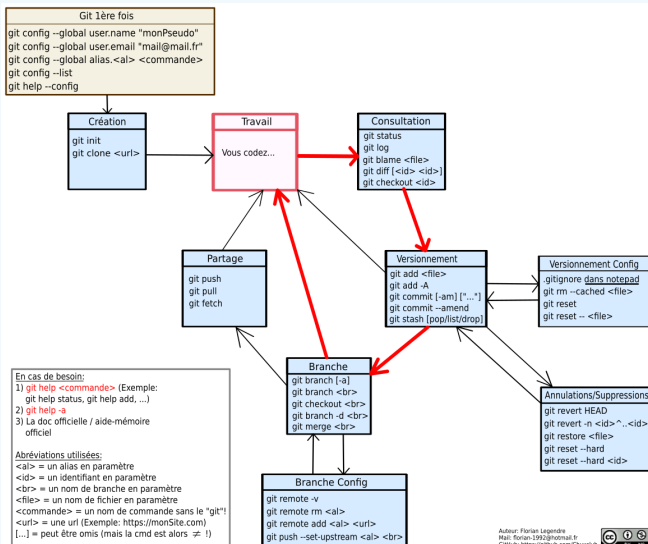 Git 1ère fois
git config --global user.name "monPseudo"
git config --global user.email "mail@mail.fr"
git config --global alias.<al> <commande>
git config --list
git help --config
Création
git init
git clone <url>
Travail
Vous codez...
Consultation
git status
git log
git blame <file>
git diff [<id> <id>]
git checkout <id>
Partage
git push
git pull
git fetch
Versionnement
git add <file>
git add -A
git commit [-am] ["..."]
git commit --amend
git stash [pop/list/drop]
Versionnement Config
.gitignore dans notepad
git rm --cached <file>
git reset
git reset -- <file>
Branche
git branch [-a]
git branch <br>
git checkout <br>
git branch -d <br>
git merge <br>
Annulations/Suppressions
git revert HEAD
git revert -n <id>^..<id>
git restore <file>
git reset --hard
git reset --hard <id>
Branche Config
git remote -v
git remote rm <al>
git remote add <al> <url>
git push --set-upstream <al> <br>
En cas de besoin:
1) git help <commande> (Exemple:
git help status, git help add, ...)
2) git help -a
3) La doc officielle / aide-mémoire
officiel
Abréviations utilisées:
<al> = un alias en paramètre
<id> = un identifiant en paramètre
<br> = un nom de branche en paramètre
<file> = un nom de fichier en paramètre
<commande> = un nom de commande sans le "git"!
<url> = une url (Exemple: https://monSite.com)
[...] = peut être omis (mais la cmd est alors ≠ !)
Auteur: Florian Legendre
Mail: florian-1992@hotmail.fr